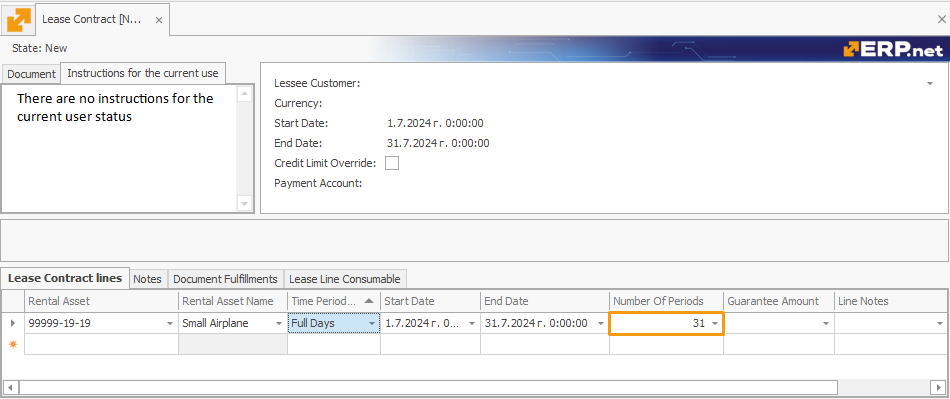 Lease Contract [N...
State: New
ERP.net
Document
Instructions for the current use
There are no instructions for the
current user status
Lessee Customer:
Currency:
Start Date: 1.7.2024 г. 0:00:00
End Date: 31.7.2024 г. 0:00:00
Credit Limit Override:
Payment Account:
Lease Contract lines Notes Document Fulfillments Lease Line Consumable
Rental Asset Rental Asset Name Time Period... Start Date End Date Number Of Periods Guarantee Amount Line Notes
99999-19-19 Small Airplane Full Days 1.7.2024 г. 0... 31.7.2024 г. 0:00:00 31